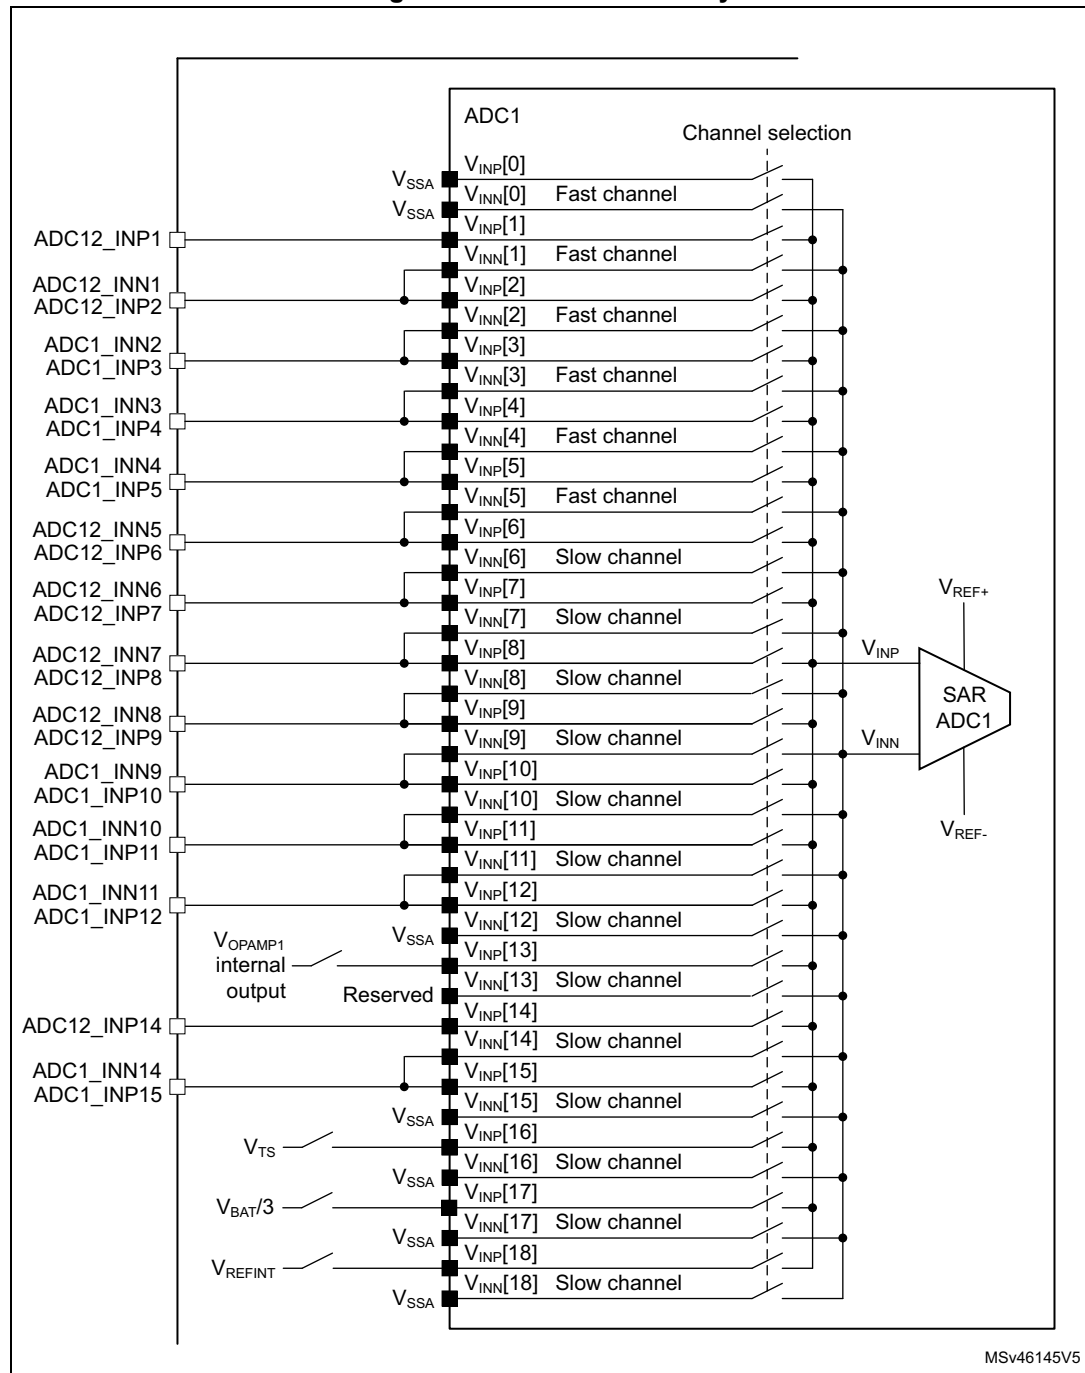 ADC1
Channel selection
VSSA VINP[0]
VSSA VINN[0] Fast channel
ADC12_INP1 VINP[1]
VINN[1] Fast channel
ADC12_INN1
ADC12_INP2 VINP[2]
VINN[2] Fast channel
ADC1_INN2
ADC1_INP3 VINP[3]
VINN[3] Fast channel
ADC1_INN3
ADC1_INP4 VINP[4]
VINN[4] Fast channel
ADC1_INN4
ADC1_INP5 VINP[5]
VINN[5] Fast channel
ADC12_INN5
ADC12_INP6 VINP[6]
VINN[6] Slow channel
ADC12_INN6
ADC12_INP7 VINP[7]
VINN[7] Slow channel
ADC12_INN7
ADC12_INP8 VINP[8]
VINN[8] Slow channel
ADC12_INN8
ADC12_INP9 VINP[9]
VINN[9] Slow channel
ADC1_INN9
ADC1_INP10 VINP[10]
VINN[10] Slow channel
ADC1_INN10
ADC1_INP11 VINP[11]
VINN[11] Slow channel
ADC1_INN11
ADC1_INP12 VINP[12]
VSSA VINN[12] Slow channel
VOPAMP1
internal
output
VINP[13]
Reserved VINN[13] Slow channel
ADC12_INP14 VINP[14]
VINN[14] Slow channel
ADC1_INN14
ADC1_INP15 VINP[15]
VSSA VINN[15] Slow channel
VTS VINP[16]
VSSA VINN[16] Slow channel
VBAT/3 VINP[17]
VSSA VINN[17] Slow channel
VREFINT VINP[18]
VSSA VINN[18] Slow channel
VREF+
VINP
SAR
ADC1
VINN
VREF-
MSv46145V5